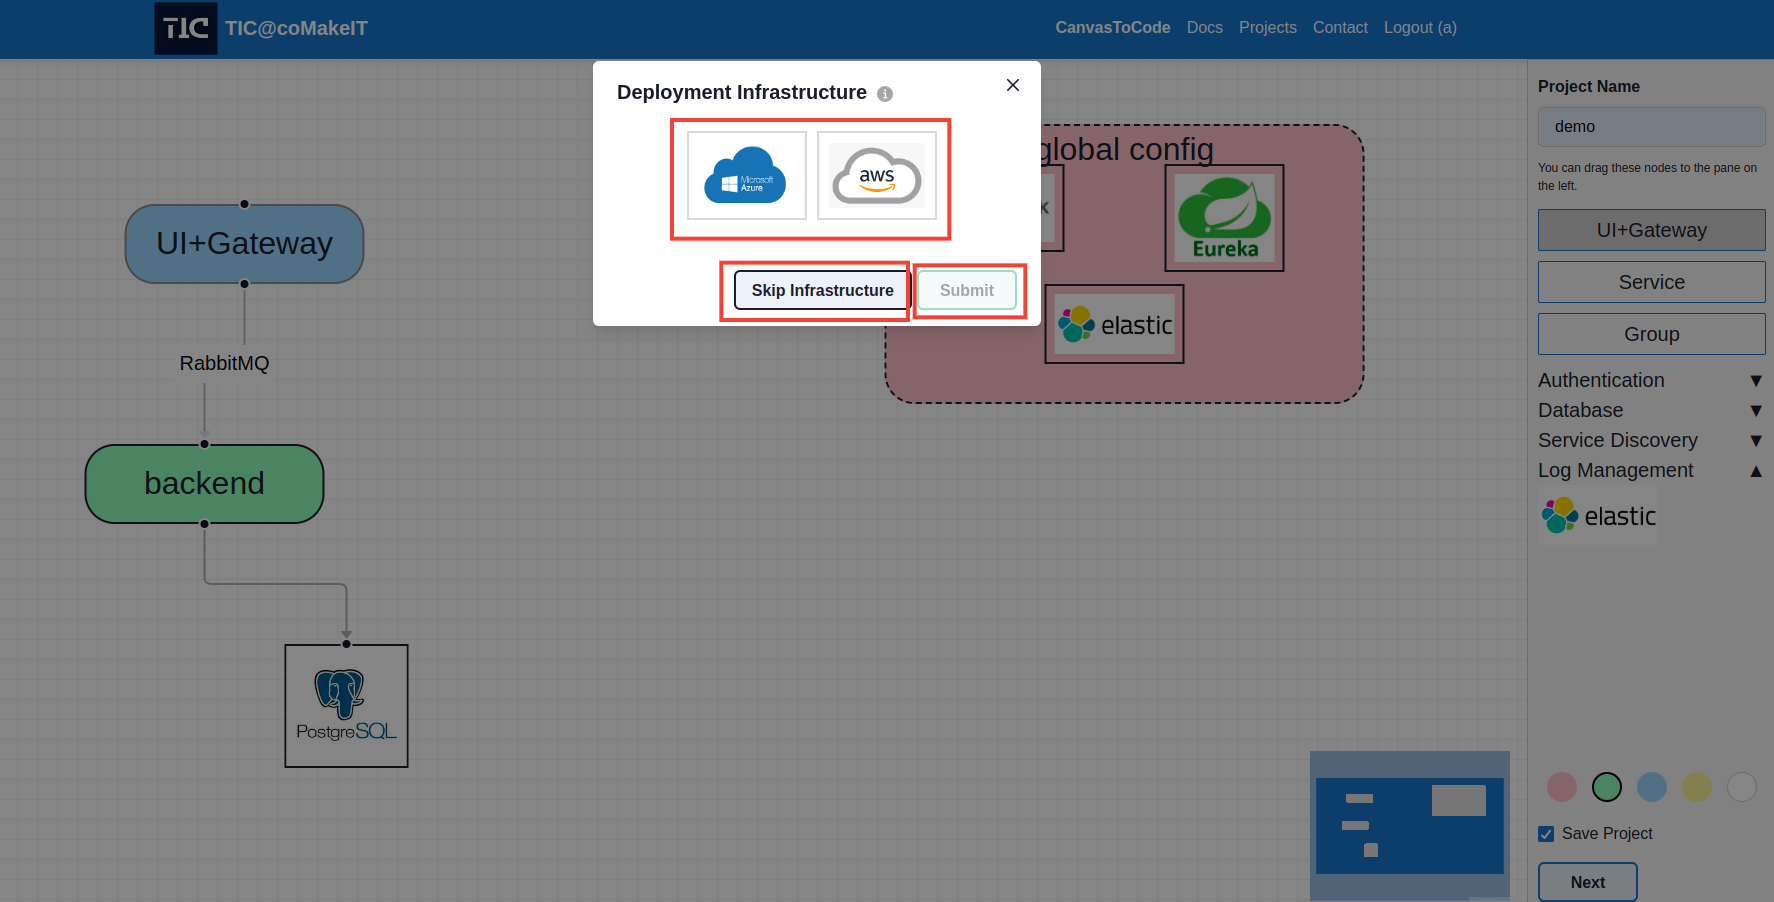 TIC
TIC@coMakeIT
CanvasToCode
Docs
Projects
Contact
Logout (a)
Deployment Infrastructure
Microsoft
Azure
aws
Skip Infrastructure
Submit
UI+Gateway
RabbitMQ
backend
PostgreSQL
global config
k
Eureka
elastic
Project Name
demo
You can drag these nodes to the pane on
the left.
UI+Gateway
Service
Group
Authentication
Database
Service Discovery
Log Management
elastic
Save Project
Next